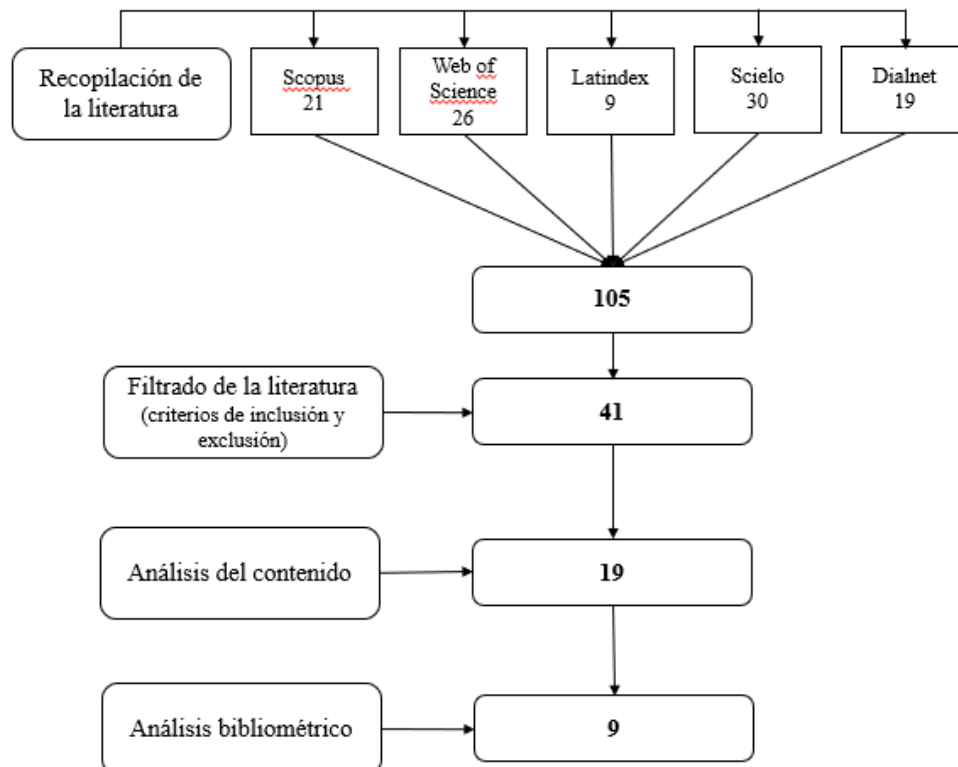 Recopilación de
la literatura
Scopus
21
Web of
Science
26
Latindex
9
Scielo
30
Dialnet
19
105
Filtrado de la literatura
(criterios de inclusión y
exclusión)
41
Análisis del contenido
19
Análisis bibliométrico
9